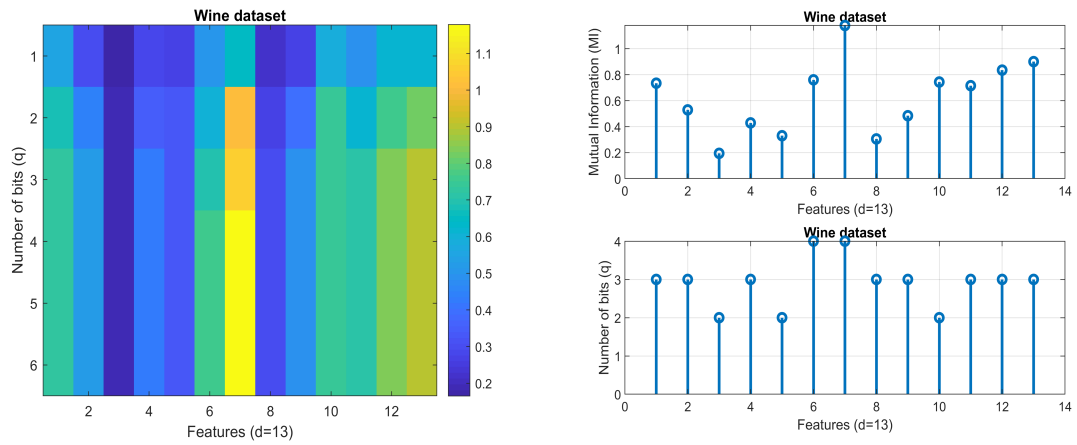 Wine dataset
Number of bits (q)
1
2
3
4
5
6
2 4 6 8 10 12
Features (d=13)
1.1
1
0.9
0.8
0.7
0.6
0.5
0.4
0.3
0.2
Wine dataset
Mutual Information (MI)
1
0.8
0.6
0.4
0.2
0
0 2 4 6 8 10 12 14
Features (d=13)
Wine dataset
Number of bits (q)
4
3
2
1
0
0 2 4 6 8 10 12 14
Features (d=13)